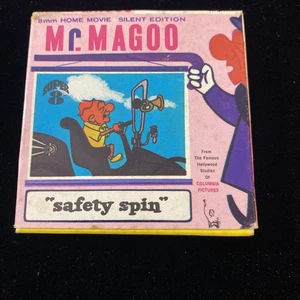 8mm HOME MOVIE SILENT EDITION
Mr. MAGOO
SUPER
8
From
The Famous
Hollywood
Studios
Of
COLUMBIA
PICTURES
"safety spin"